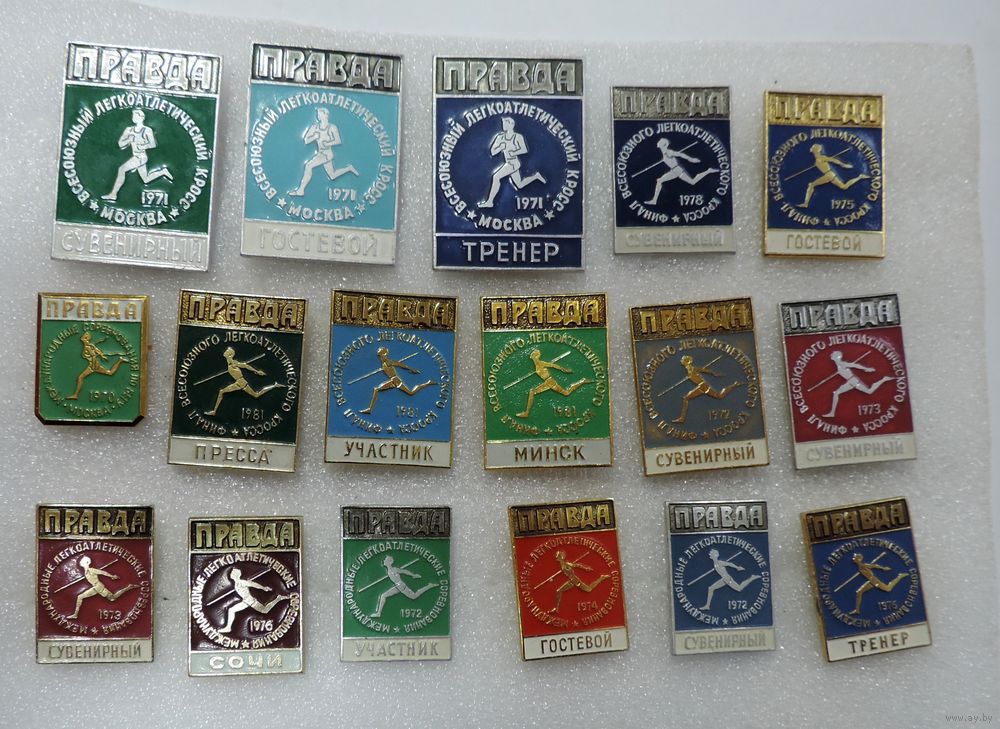 ПРАВДА
ВСЕСОЮЗНЫЙ ЛЕГКОАТЛЕТИЧЕСКИЙ КРОСС
1971
★ МОСКВА ★
СУВЕНИРНЫЙ
ПРАВДА
ВСЕСОЮЗНЫЙ ЛЕГКОАТЛЕТИЧЕСКИЙ КРОСС
1971
★ МОСКВА ★
ГОСТЕВОЙ
ПРАВДА
ВСЕСОЮЗНЫЙ ЛЕГКОАТЛЕТИЧЕСКИЙ КРОСС
1971
★ МОСКВА ★
ТРЕНЕР
ПРАВДА
ФИНАЛ ВСЕСОЮЗНОГО ЛЕГКОАТЛЕТИЧЕСКОГО КРОССА ★
1978
СУВЕНИРНЫЙ
ПРАВДА
ФИНАЛ ВСЕСОЮЗНОГО ЛЕГКОАТЛЕТИЧЕСКОГО КРОССА ★
1975
ГОСТЕВОЙ
ПРАВДА
СОРЕВНОВАНИЯ
1970
МОСКВА
ПРАВДА
ФИНАЛ ВСЕСОЮЗНОГО ЛЕГКОАТЛЕТИЧЕСКОГО КРОССА ★
1981
ПРЕССА
ПРАВДА
ФИНАЛ ВСЕСОЮЗНОГО ЛЕГКОАТЛЕТИЧЕСКОГО КРОССА ★
1981
УЧАСТНИК
ПРАВДА
ФИНАЛ ВСЕСОЮЗНОГО ЛЕГКОАТЛЕТИЧЕСКОГО КРОССА ★
1981
МИНСК
ПРАВДА
ФИНАЛ ВСЕСОЮЗНОГО ЛЕГКОАТЛЕТИЧЕСКОГО КРОССА ★
1972
СУВЕНИРНЫЙ
ПРАВДА
ФИНАЛ ВСЕСОЮЗНОГО ЛЕГКОАТЛЕТИЧЕСКОГО КРОССА ★
1973
СУВЕНИРНЫЙ
ПРАВДА
МЕЖДУНАРОДНЫЕ ЛЕГКОАТЛЕТИЧЕСКИЕ СОРЕВНОВАНИЯ ★
1973
СУВЕНИРНЫЙ
ПРАВДА
МЕЖДУНАРОДНЫЕ ЛЕГКОАТЛЕТИЧЕСКИЕ СОРЕВНОВАНИЯ ★
1976
СОЧИ
ПРАВДА
МЕЖДУНАРОДНЫЕ ЛЕГКОАТЛЕТИЧЕСКИЕ СОРЕВНОВАНИЯ ★
1972
УЧАСТНИК
ПРАВДА
МЕЖДУНАРОДНЫЕ ЛЕГКОАТЛЕТИЧЕСКИЕ СОРЕВНОВАНИЯ ★
1974
ГОСТЕВОЙ
ПРАВДА
МЕЖДУНАРОДНЫЕ ЛЕГКОАТЛЕТИЧЕСКИЕ СОРЕВНОВАНИЯ ★
1972
СУВЕНИРНЫЙ
ПРАВДА
МЕЖДУНАРОДНЫЕ ЛЕГКОАТЛЕТИЧЕСКИЕ СОРЕВНОВАНИЯ ★
1976
ТРЕНЕР
www.ay.by